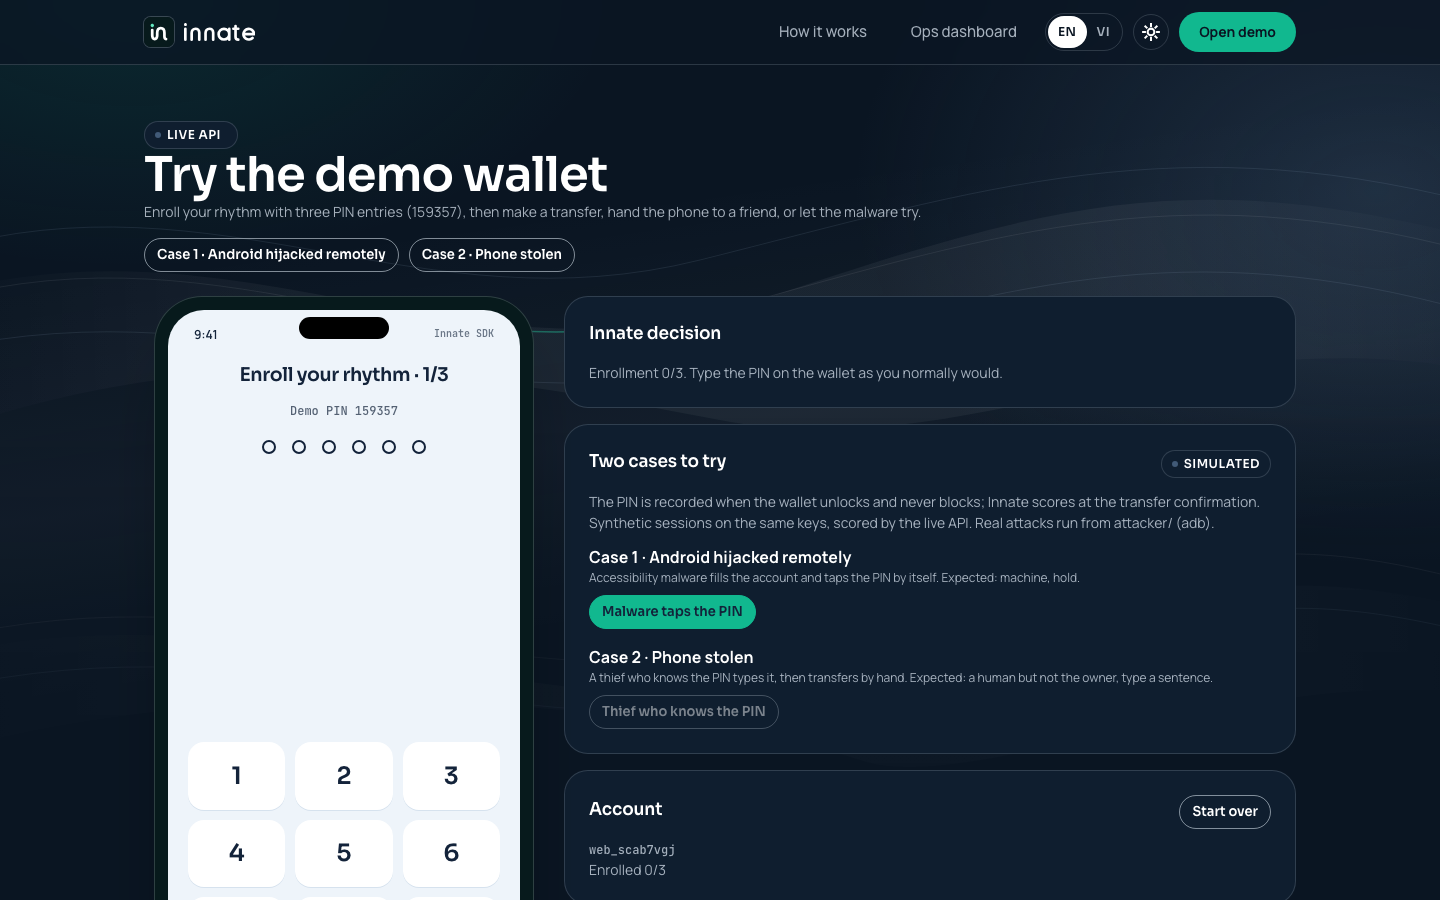 innate
How it works
Ops dashboard
EN
VI
Open demo
LIVE API
Try the demo wallet
Enroll your rhythm with three PIN entries (159357), then make a transfer, hand the phone to a friend, or let the malware try.
Case 1 · Android hijacked remotely
Case 2 · Phone stolen
9:41
Innate SDK
Enroll your rhythm · 1/3
Demo PIN 159357
1
2
3
4
5
6
Innate decision
Enrollment 0/3. Type the PIN on the wallet as you normally would.
Two cases to try
SIMULATED
The PIN is recorded when the wallet unlocks and never blocks; Innate scores at the transfer confirmation.
Synthetic sessions on the same keys, scored by the live API. Real attacks run from attacker/ (adb).
Case 1 · Android hijacked remotely
Accessibility malware fills the account and taps the PIN by itself. Expected: machine, hold.
Malware taps the PIN
Case 2 · Phone stolen
A thief who knows the PIN types it, then transfers by hand. Expected: a human but not the owner, type a sentence.
Thief who knows the PIN
Account
Start over
web_scab7vgj
Enrolled 0/3